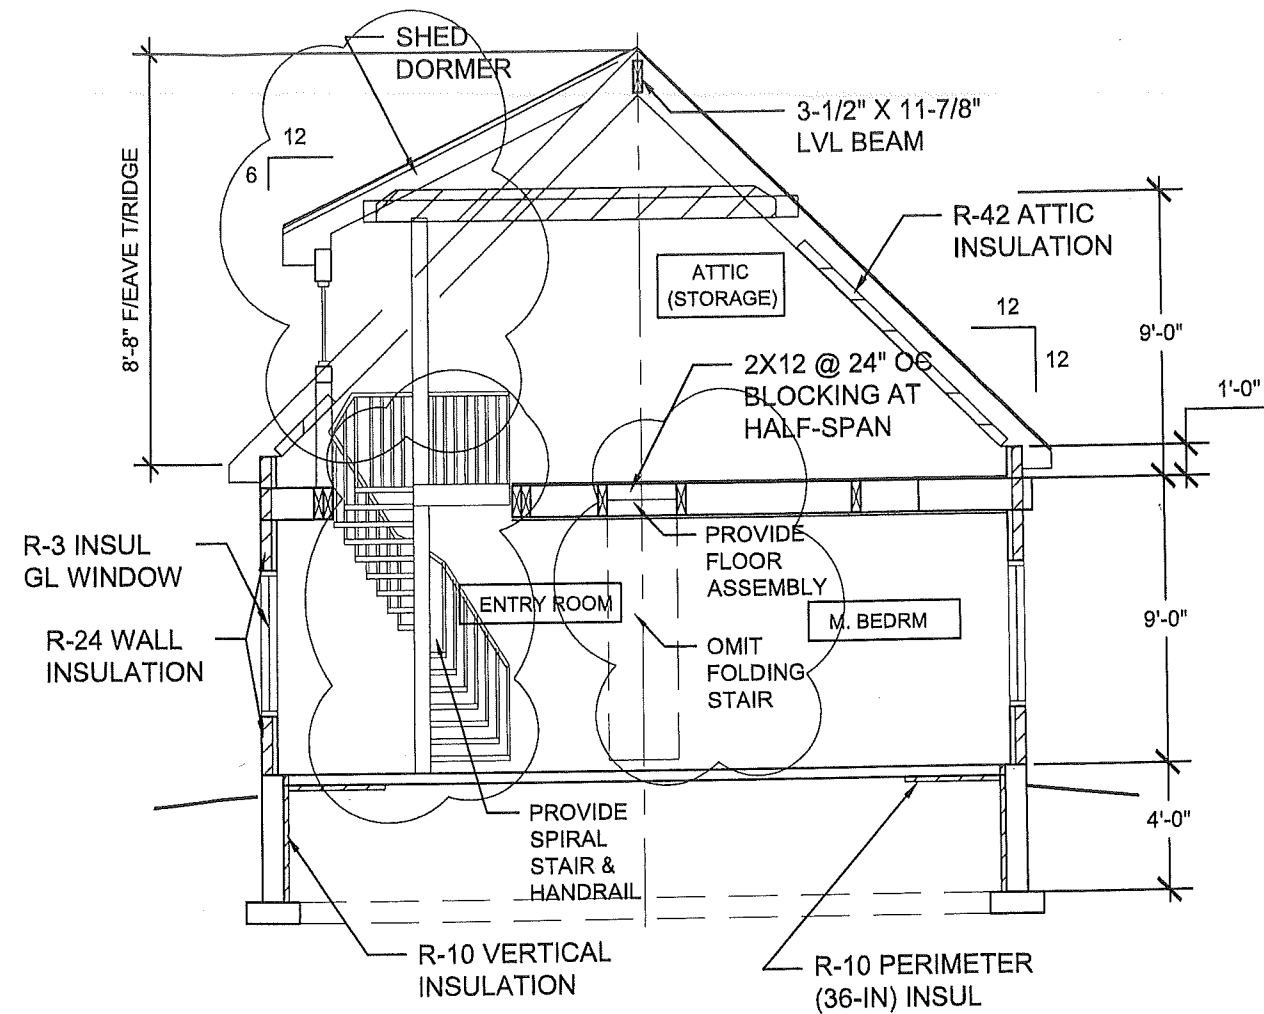 SHED
DORMER
3-1/2" X 11-7/8"
LVL BEAM
12
6
8'-8" F/EAVE T/RIDGE
R-42 ATTIC
INSULATION
ATTIC
(STORAGE)
12
12
9'-0"
1'-0"
2X12 @ 24" OC
BLOCKING AT
HALF-SPAN
R-3 INSUL
GL WINDOW
PROVIDE
FLOOR
ASSEMBLY
ENTRY ROOM
M. BEDRM
9'-0"
R-24 WALL
INSULATION
OMIT
FOLDING
STAIR
PROVIDE
SPIRAL
STAIR &
HANDRAIL
4'-0"
R-10 VERTICAL
INSULATION
R-10 PERIMETER
(36-IN) INSUL